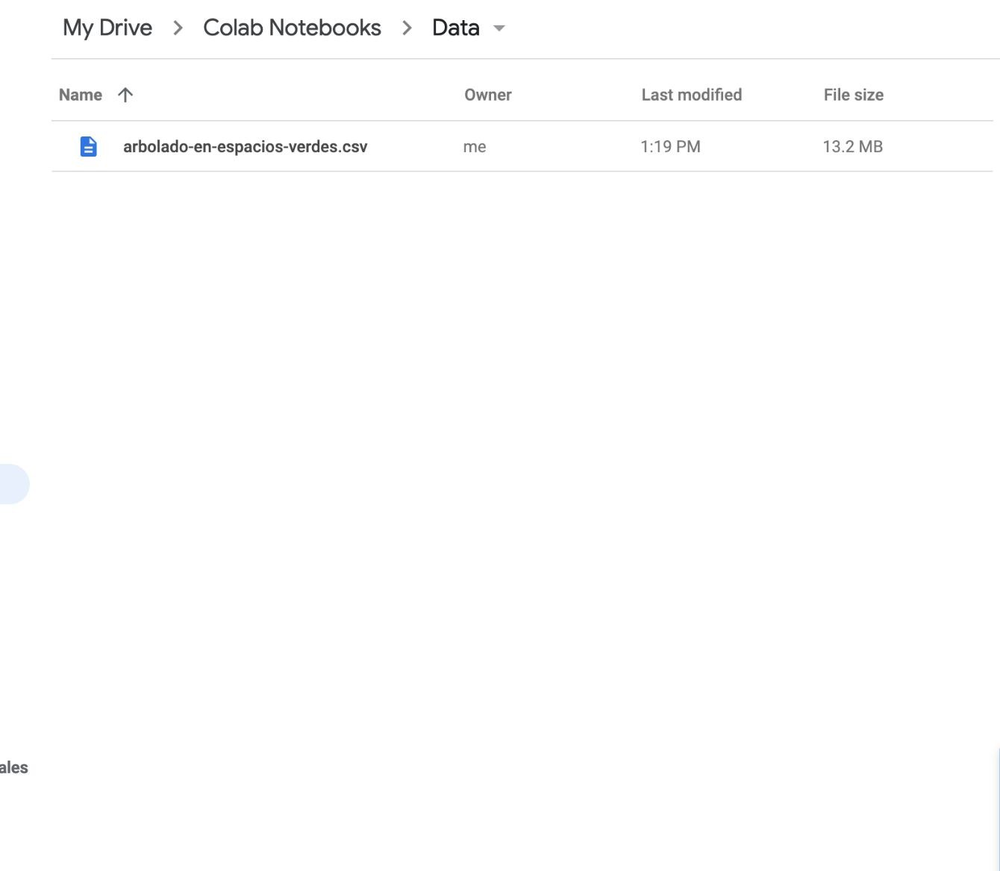 My Drive > Colab Notebooks > Data
Name Owner Last modified File size
arbolado-en-espacios-verdes.csv me 1:19 PM 13.2 MB
ales